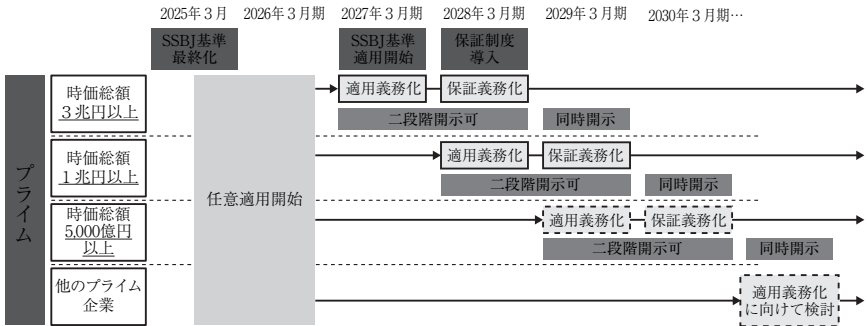 2025年３月
2026年３月期
2027年３月期
2028年３月期
2029年３月期
2030年３月期…
SSBJ基準
最終化
SSBJ基準
適用開始
保証制度
導入
プライム
時価総額
３兆円以上
適用義務化
保証義務化
二段階開示可
同時開示
時価総額
１兆円以上
任意適用開始
適用義務化
保証義務化
二段階開示可
同時開示
時価総額
5,000億円
以上
適用義務化
保証義務化
二段階開示可
同時開示
他のプライム
企業
適用義務化
に向けて検討